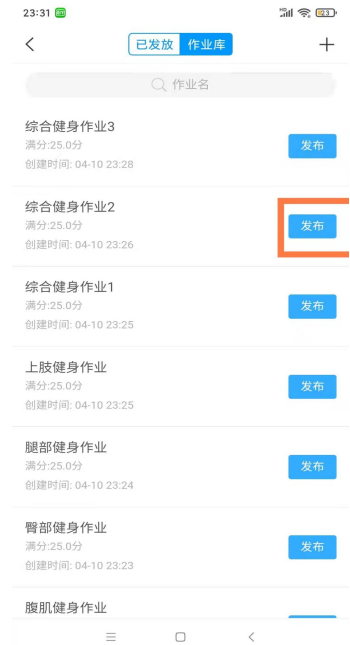 23:31
23
已发放 作业库
作业名
综合健身作业3
满分:25.0分
发布
创建时间: 04-10 23:28
综合健身作业2
满分:25.0分
发布
创建时间: 04-10 23:26
综合健身作业1
满分:25.0分
发布
创建时间: 04-10 23:25
上肢健身作业
满分:25.0分
发布
创建时间: 04-10 23:25
腿部健身作业
满分:25.0分
发布
创建时间: 04-10 23:24
臀部健身作业
满分:25.0分
发布
创建时间: 04-10 23:23
腹肌健身作业